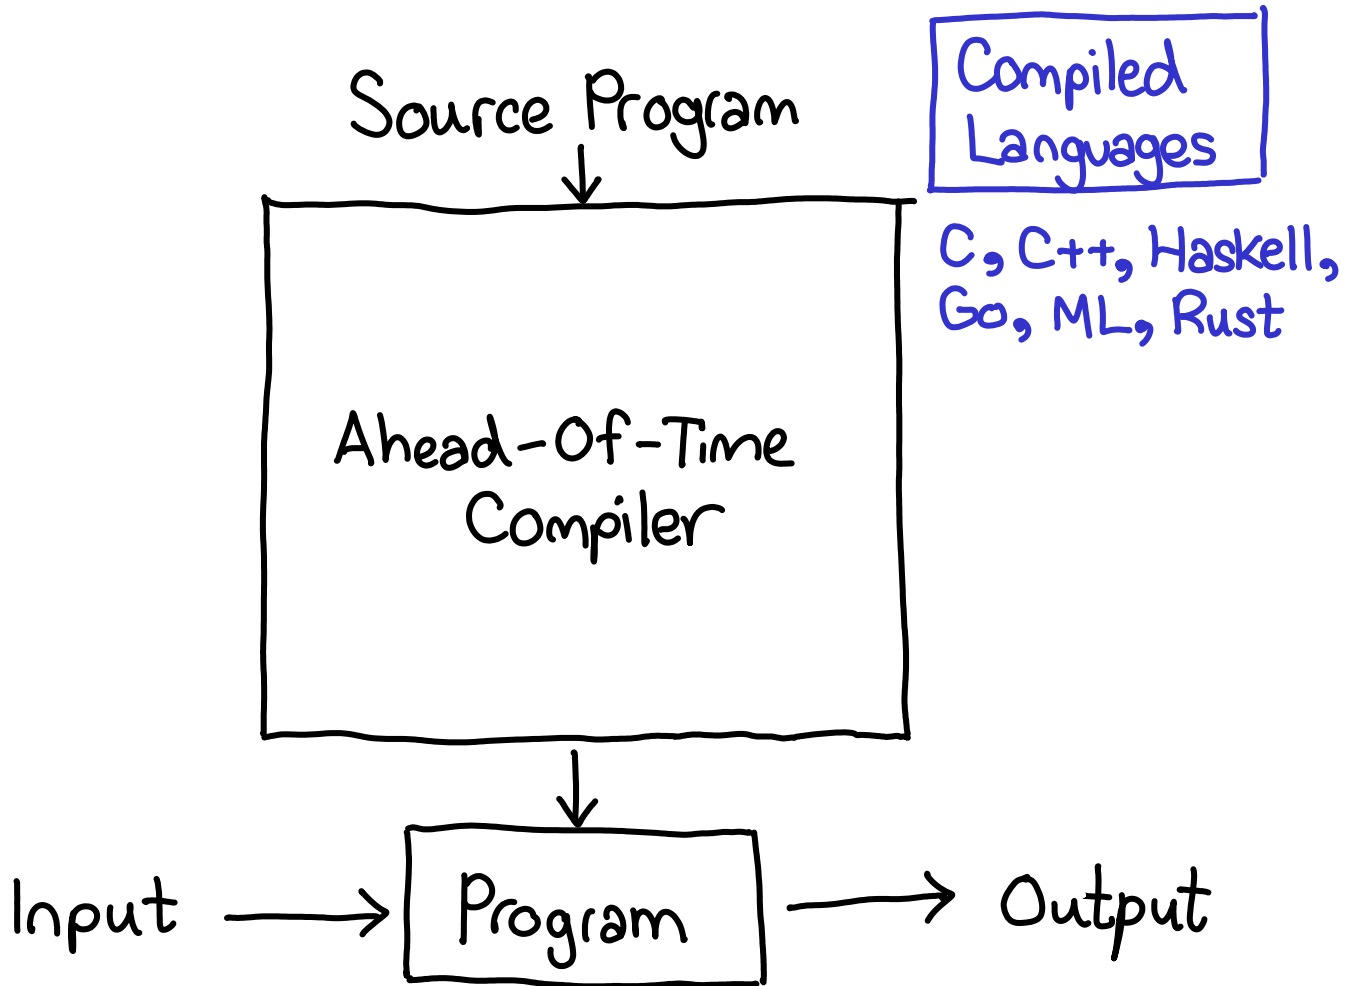 Compiled
Languages
Source Program
C, C++, Haskell,
Go, ML, Rust
Ahead-Of-Time
Compiler
Input
Program
Output